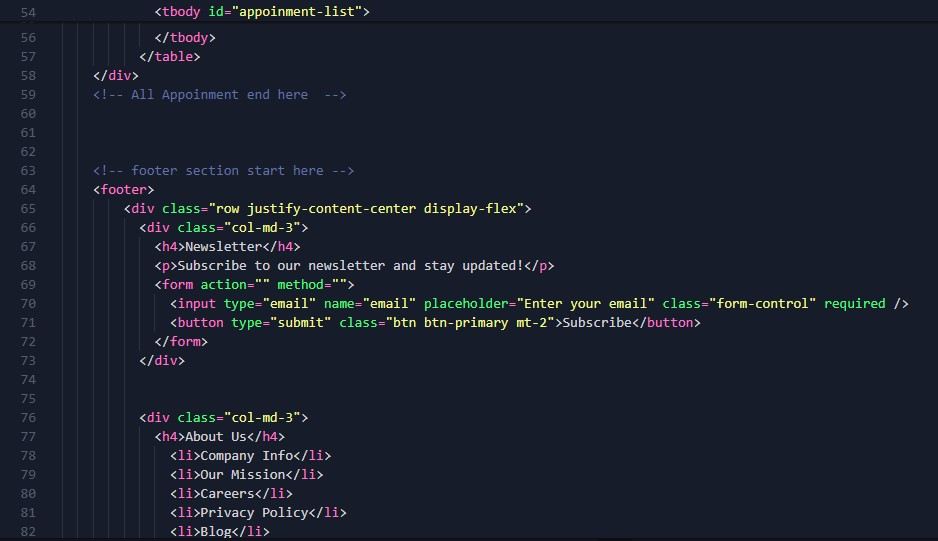 54 <tbody id="appoinment-list">
56 </tbody>
57 </table>
58 </div>
59 <!-- All Appoinment end here  -->
60
61
62
63 <!-- footer section start here -->
64 <footer>
65 <div class="row justify-content-center display-flex">
66 <div class="col-md-3">
67 <h4>Newsletter</h4>
68 <p>Subscribe to our newsletter and stay updated!</p>
69 <form action="" method="">
70 <input type="email" name="email" placeholder="Enter your email" class="form-control" required />
71 <button type="submit" class="btn btn-primary mt-2">Subscribe</button>
72 </form>
73 </div>
74
75
76 <div class="col-md-3">
77 <h4>About Us</h4>
78 <li>Company Info</li>
79 <li>Our Mission</li>
80 <li>Careers</li>
81 <li>Privacy Policy</li>
82 <li>Blog</li>